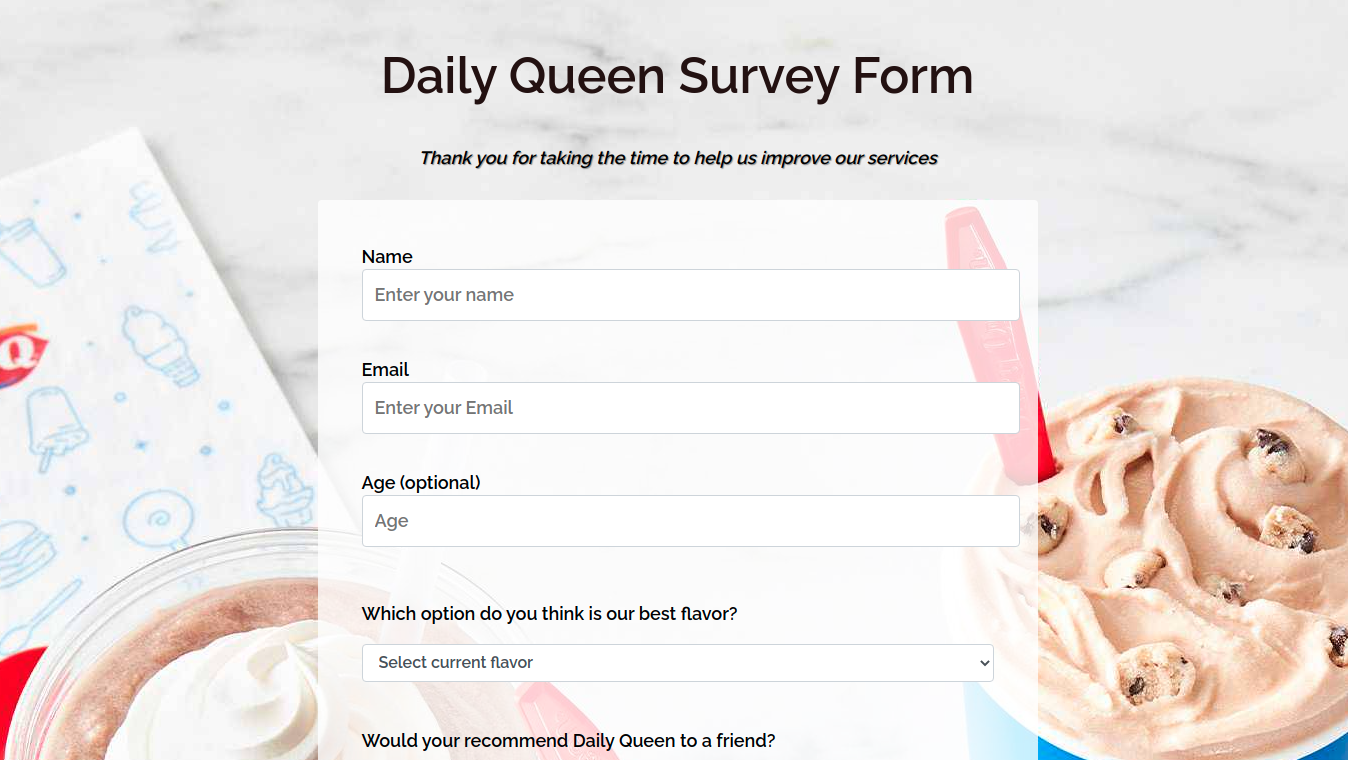 Daily Queen Survey Form
Thank you for taking the time to help us improve our services
Name
Enter your name
Email
Enter your Email
Age (optional)
Age
Which option do you think is our best flavor?
Select current flavor
Would your recommend Daily Queen to a friend?
Q